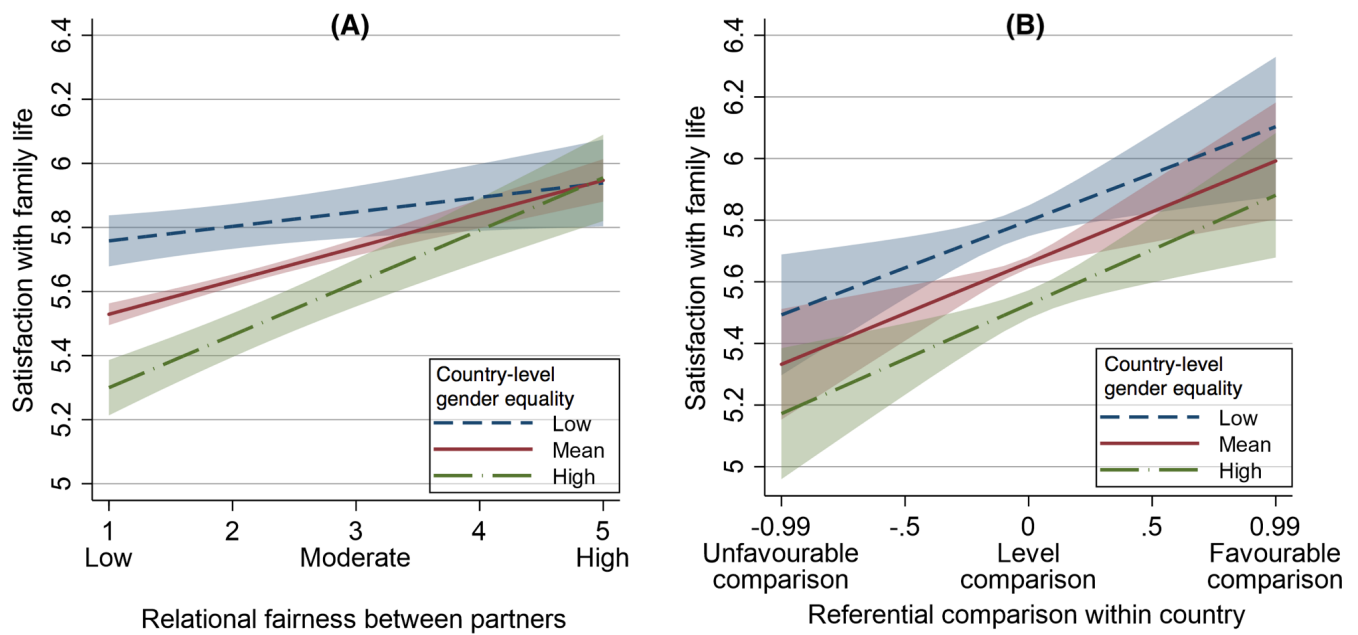 (A)
Satisfaction with family life
6.4
6.2
6
5.8
5.6
5.4
5.2
5
Country-level
gender equality
Low
Mean
High
1 2 3 4 5
Low Moderate High
Relational fairness between partners
(B)
Satisfaction with family life
6.4
6.2
6
5.8
5.6
5.4
5.2
5
Country-level
gender equality
Low
Mean
High
-0.99 -.5 0 .5 0.99
Unfavourable Level Favourable
comparison comparison comparison
Referential comparison within country